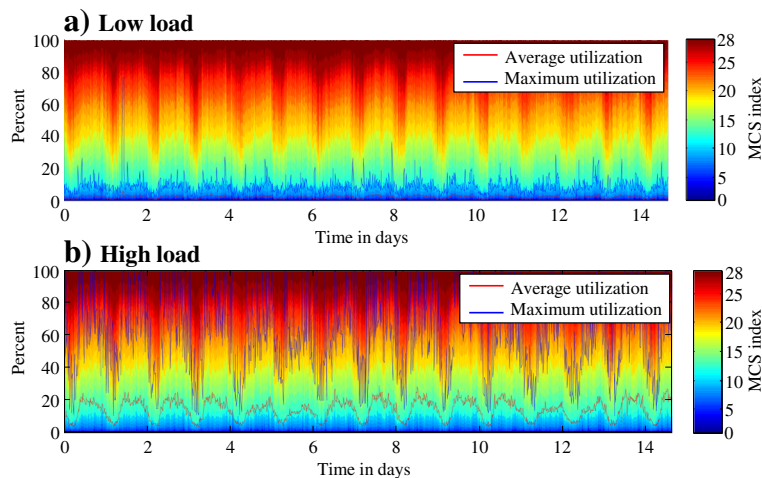 a) Low load
100
80
60
40
20
0
Percent
0 2 4 6 8 10 12 14
Time in days
Average utilization
Maximum utilization
28
25
20
15
10
5
0
MCS index
b) High load
100
80
60
40
20
0
Percent
0 2 4 6 8 10 12 14
Time in days
Average utilization
Maximum utilization
28
25
20
15
10
5
0
MCS index